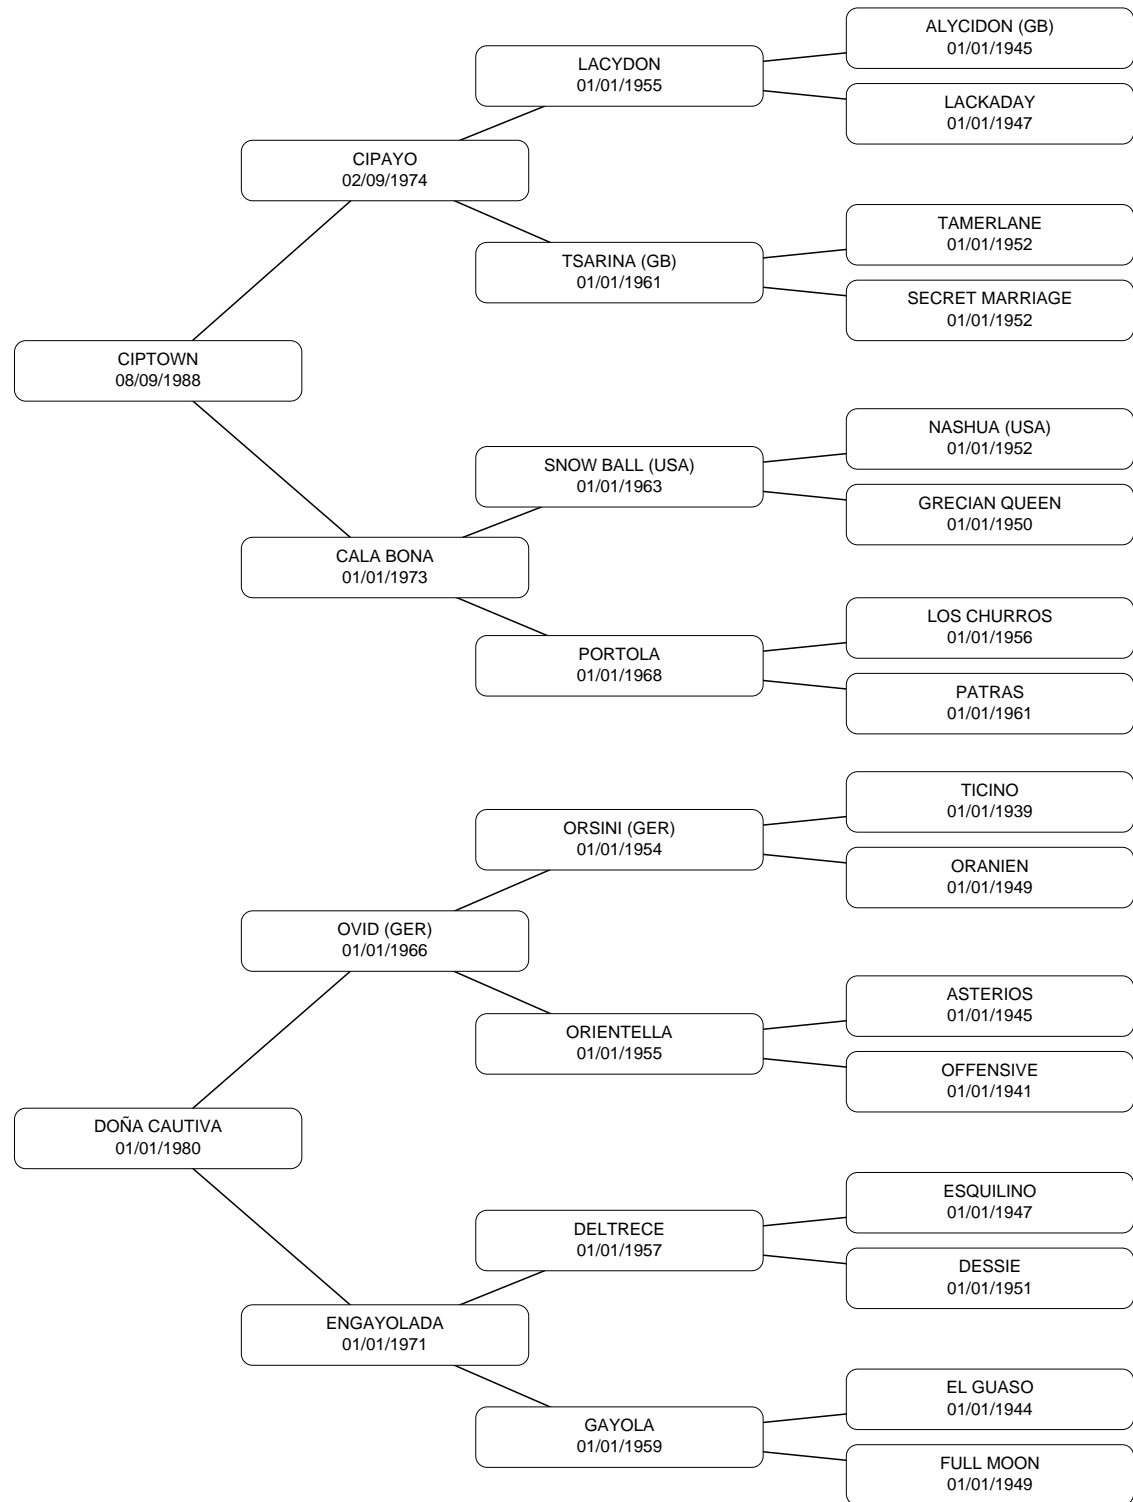 ALYCIDON (GB)
01/01/1945
LACYDON
01/01/1955
LACKADAY
01/01/1947
CIPAYO
02/09/1974
TAMERLANE
01/01/1952
TSARINA (GB)
01/01/1961
SECRET MARRIAGE
01/01/1952
CIPTOWN
08/09/1988
NASHUA (USA)
01/01/1952
SNOW BALL (USA)
01/01/1963
GRECIAN QUEEN
01/01/1950
CALA BONA
01/01/1973
LOS CHURROS
01/01/1956
PORTOLA
01/01/1968
PATRAS
01/01/1961
TICINO
01/01/1939
ORSINI (GER)
01/01/1954
ORANIEN
01/01/1949
OVID (GER)
01/01/1966
ASTERIOS
01/01/1945
ORIENTELLA
01/01/1955
OFFENSIVE
01/01/1941
DOÑA CAUTIVA
01/01/1980
ESQUILINO
01/01/1947
DELTRECE
01/01/1957
DESSIE
01/01/1951
ENGAYOLADA
01/01/1971
EL GUASO
01/01/1944
GAYOLA
01/01/1959
FULL MOON
01/01/1949